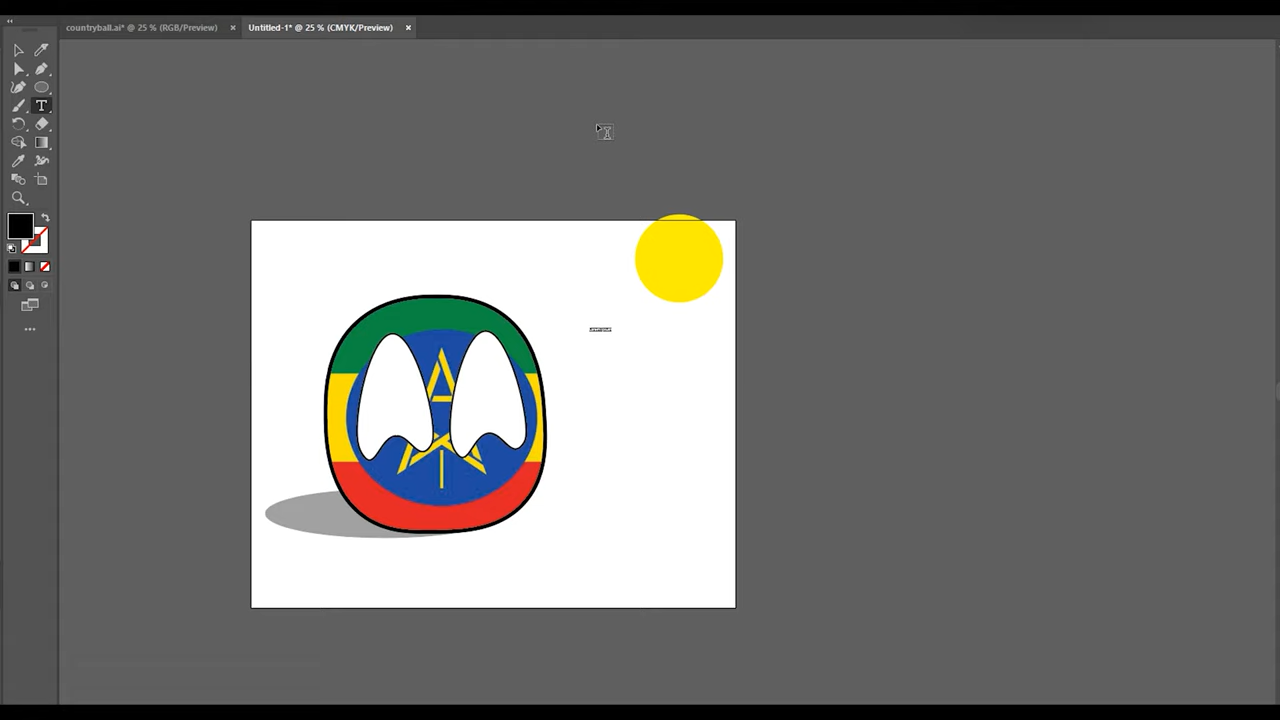 countryball.ai* @ 25 % (RGB/Preview)
Untitled-1* @ 25 % (CMYK/Preview)